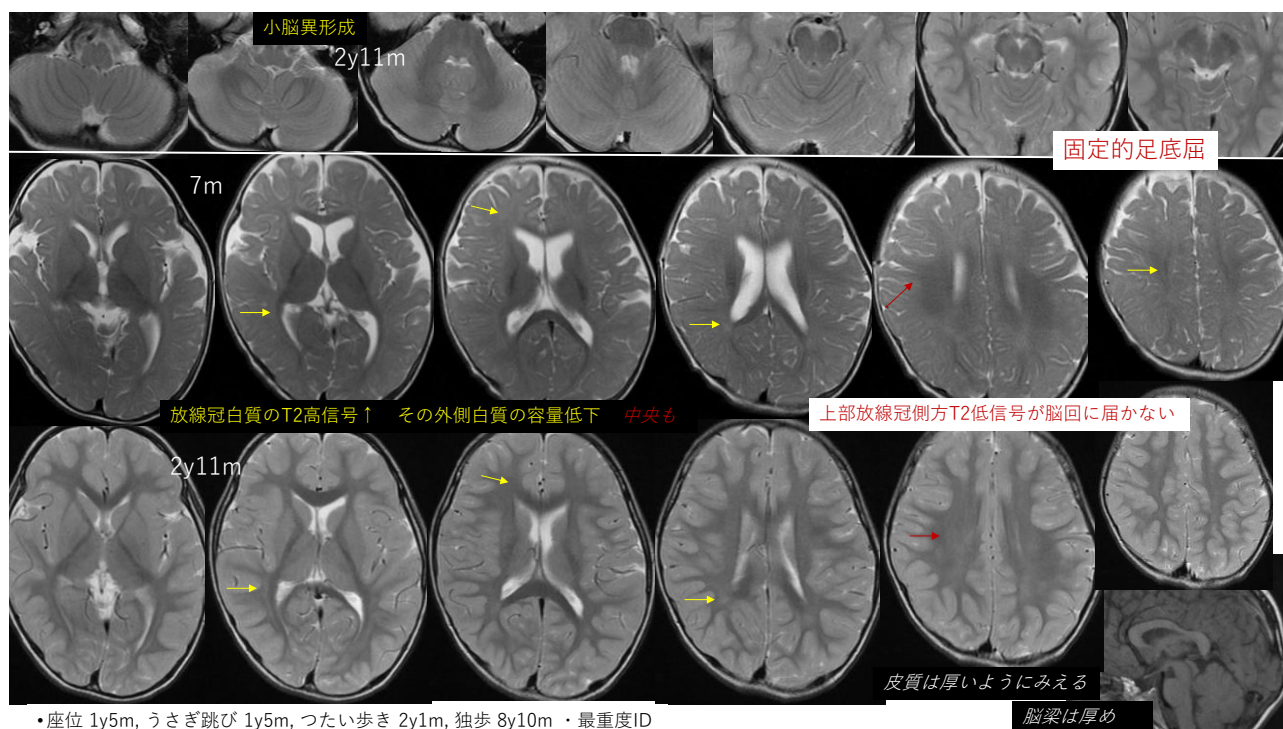 小脳異形成
2y11m
固定的足底屈
7m
放線冠白質のT2高信号↑ その外側白質の容量低下 中央も
上部放線冠側方T2低信号が脳回に届かない
2y11m
皮質は厚いようにみえる
脳梁は厚め
•座位 1y5m, うさぎ跳び 1y5m, つたい歩き 2y1m, 独歩 8y10m ・最重度ID